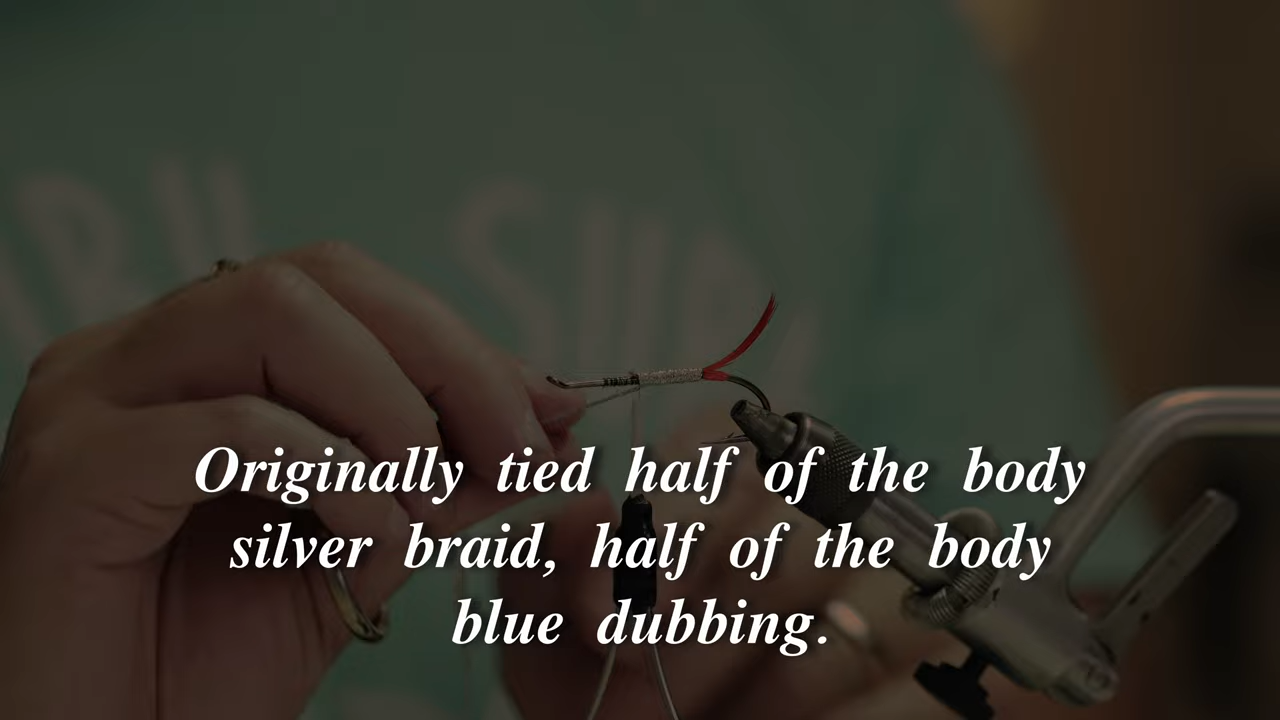 Originally tied half of the body
silver braid, half of the body
blue dubbing.